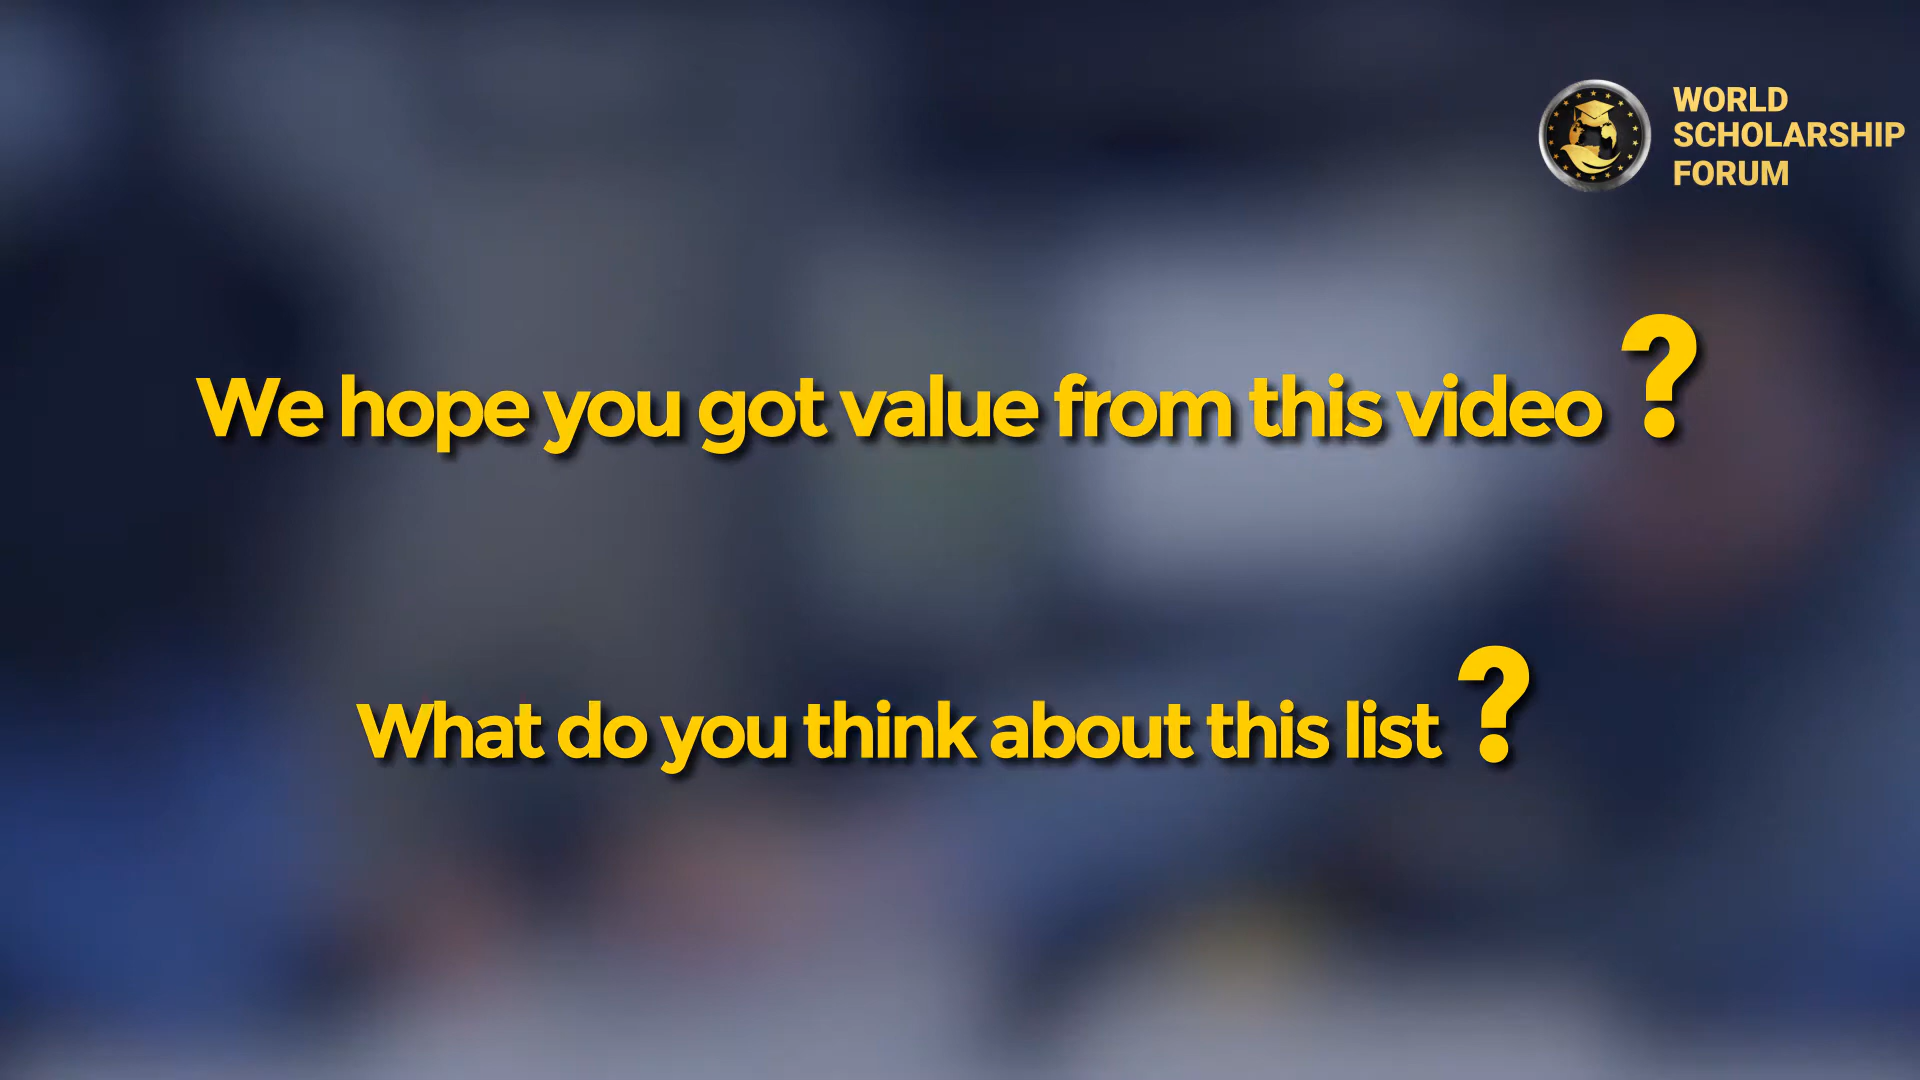 WORLD
SCHOLARSHIP
FORUM
We hope you got value from this video?
What do you think about this list?